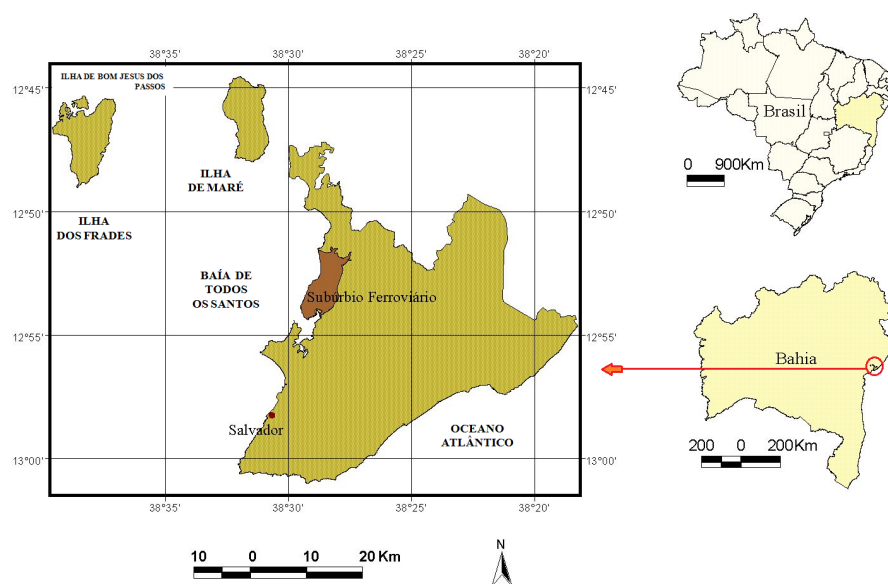 38°35'
38°30'
38°25'
38°20'
12°45'
12°50'
12°55'
13°00'
ILHA DE BOM JESUS DOS
PASSOS
ILHA
DE MARÉ
ILHA
DOS FRADES
BAÍA DE
TODOS
OS SANTOS
Subúrbio Ferroviário
Salvador
OCEANO
ATLÂNTICO
12°45'
12°50'
12°55'
13°00'
38°35'
38°30'
38°25'
38°20'
10 0 10 20 Km
N
Brasil
0 900Km
Bahia
200 0 200Km